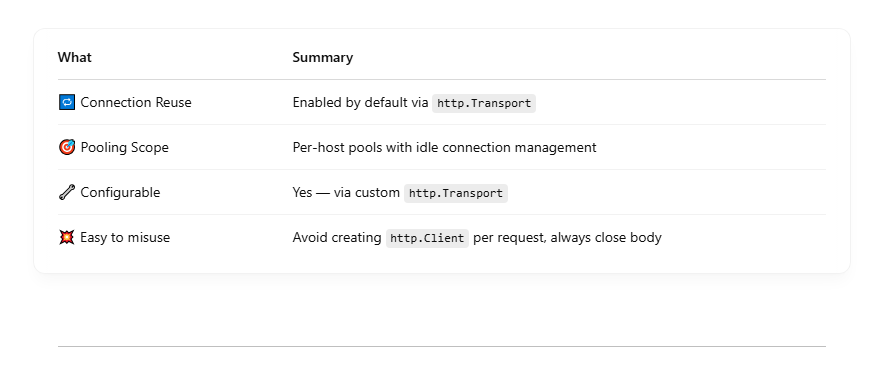 What Summary
Connection Reuse Enabled by default via http.Transport
Pooling Scope Per-host pools with idle connection management
Configurable Yes — via custom http.Transport
Easy to misuse Avoid creating http.Client per request, always close body